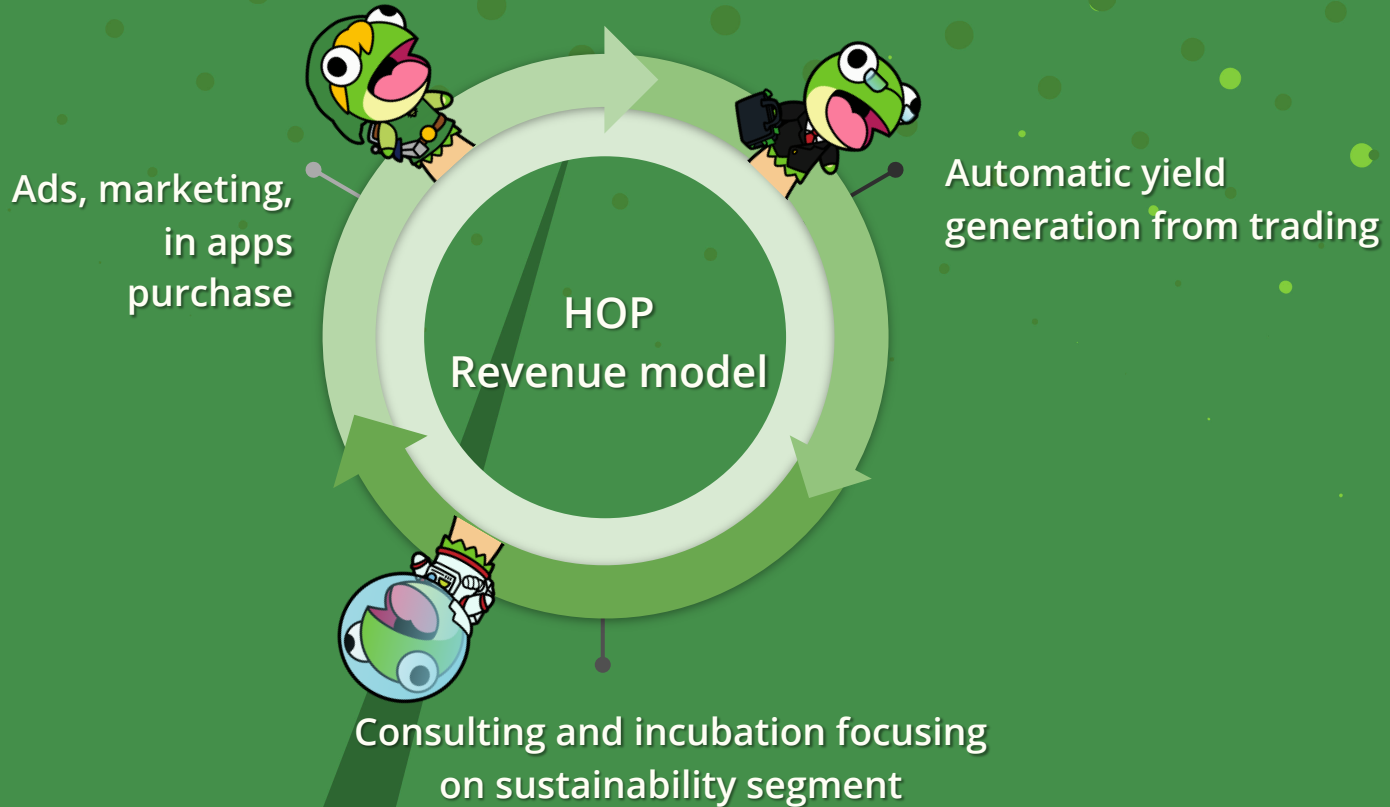 Ads, marketing,
in apps
purchase
Automatic yield
generation from trading
HOP
Revenue model
Consulting and incubation focusing
on sustainability segment